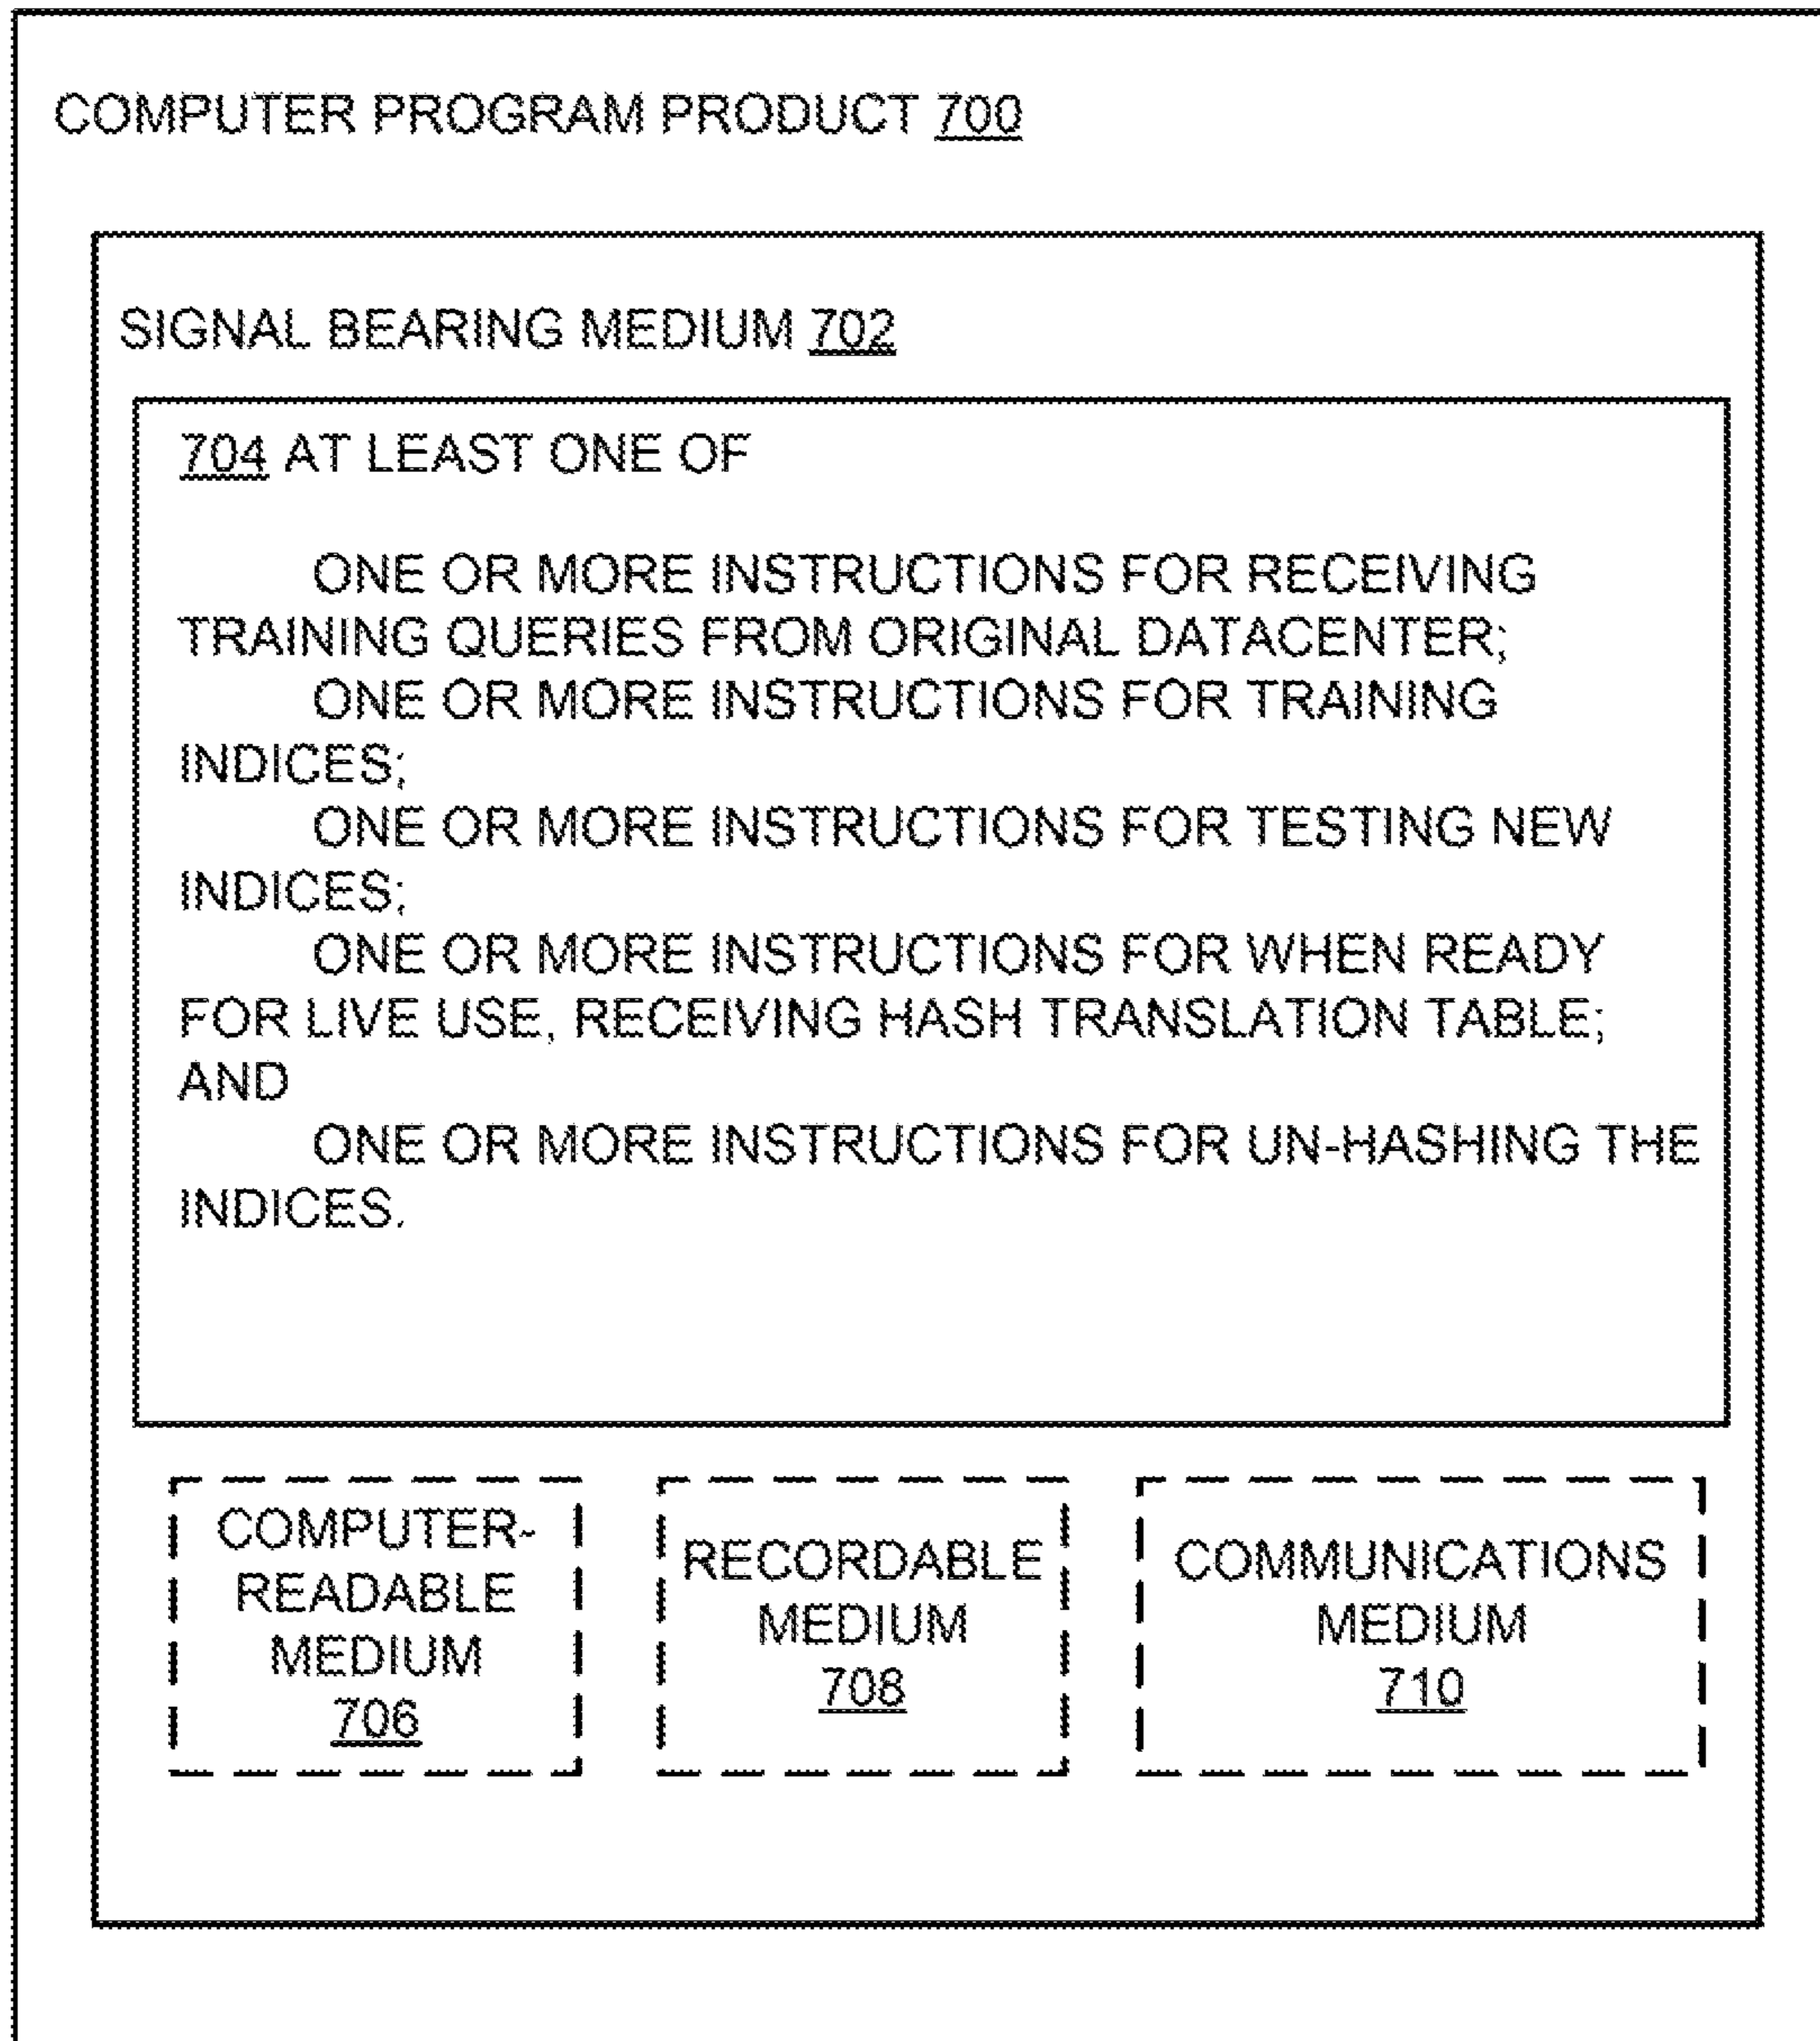 COMPUTER PROGRAM PRODUCT 700
SIGNAL BEARING MEDIUM 702
704 AT LEAST ONE OF
ONE OR MORE INSTRUCTIONS FOR RECEIVING
TRAINING QUERIES FROM ORIGINAL DATACENTER;
ONE OR MORE INSTRUCTIONS FOR TRAINING
INDICES;
ONE OR MORE INSTRUCTIONS FOR TESTING NEW
INDICES;
ONE OR MORE INSTRUCTIONS FOR WHEN READY
FOR LIVE USE, RECEIVING HASH TRANSLATION TABLE;
AND
ONE OR MORE INSTRUCTIONS FOR UN-HASHING THE
INDICES.
COMPUTER-
READABLE
MEDIUM
706
RECORDABLE
MEDIUM
708
COMMUNICATIONS
MEDIUM
710